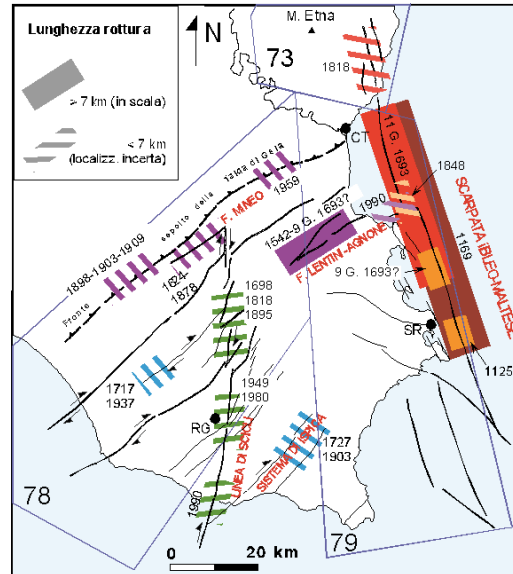 Lunghezza rottura
> 7 km (in scala)
< 7 km
(localizz. incerta)
N
M. Etna
73
1818
CT
11 G. 1693
1848
SCARPATA IBLEO-MALTESE
1169
Fronte sepolto della Falda di Gela
1959
F. MINEO
1990
1542-9 G. 1693?
F. LENTINI-AGNONE
1898-1903-1909
1624-
1878
9 G. 1693?
1698
1818
1895
SR
1125
1717
1937
1949
1980
RG
LINEA DI SCICLI
SISTEMA DI ISPICA
1727
1903
1990
78
79
0 20 km